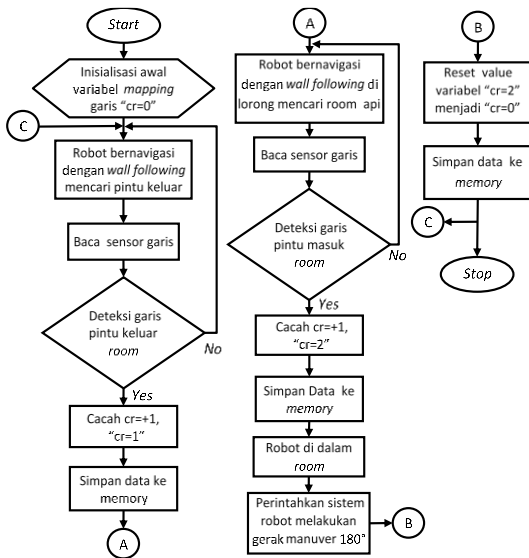 Start
Inisialisasi awal
variabel mapping
garis "cr=0"
C
Robot bernavigasi
dengan wall following
mencari pintu keluar
Baca sensor garis
Deteksi garis
pintu keluar
room
No
Yes
Cacah cr=+1,
"cr=1"
Simpan data ke
memory
A
A
Robot bernavigasi
dengan wall following di
lorong mencari room api
Baca sensor garis
Deteksi garis
pintu masuk
room
No
Yes
Cacah cr=+1,
"cr=2"
Simpan Data ke
memory
Robot di dalam
room
Perintahkan sistem
robot melakukan
gerak manuver 180°
B
B
Reset value
variabel "cr=2"
menjadi "cr=0"
Simpan data ke
memory
C
Stop